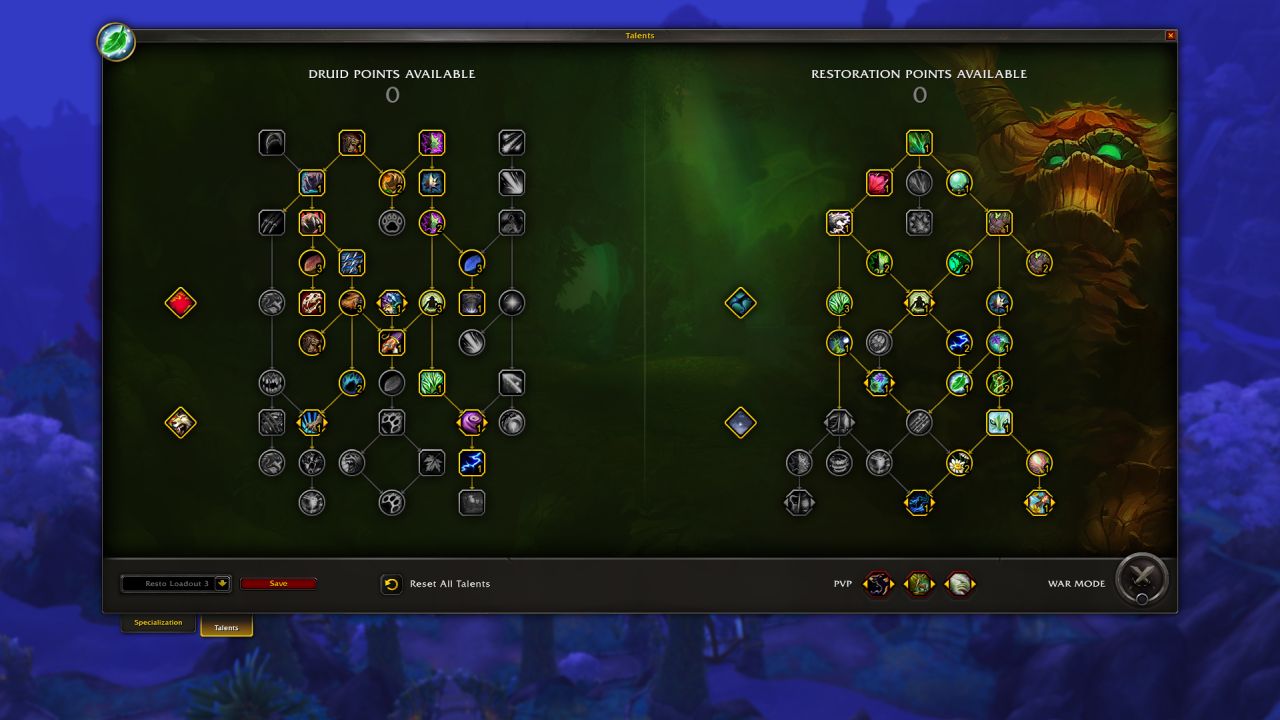 Talents
DRUID POINTS AVAILABLE
0
RESTORATION POINTS AVAILABLE
0
Resto Loadout 3
Save
Reset All Talents
PVP
WAR MODE
Specialization
Talents